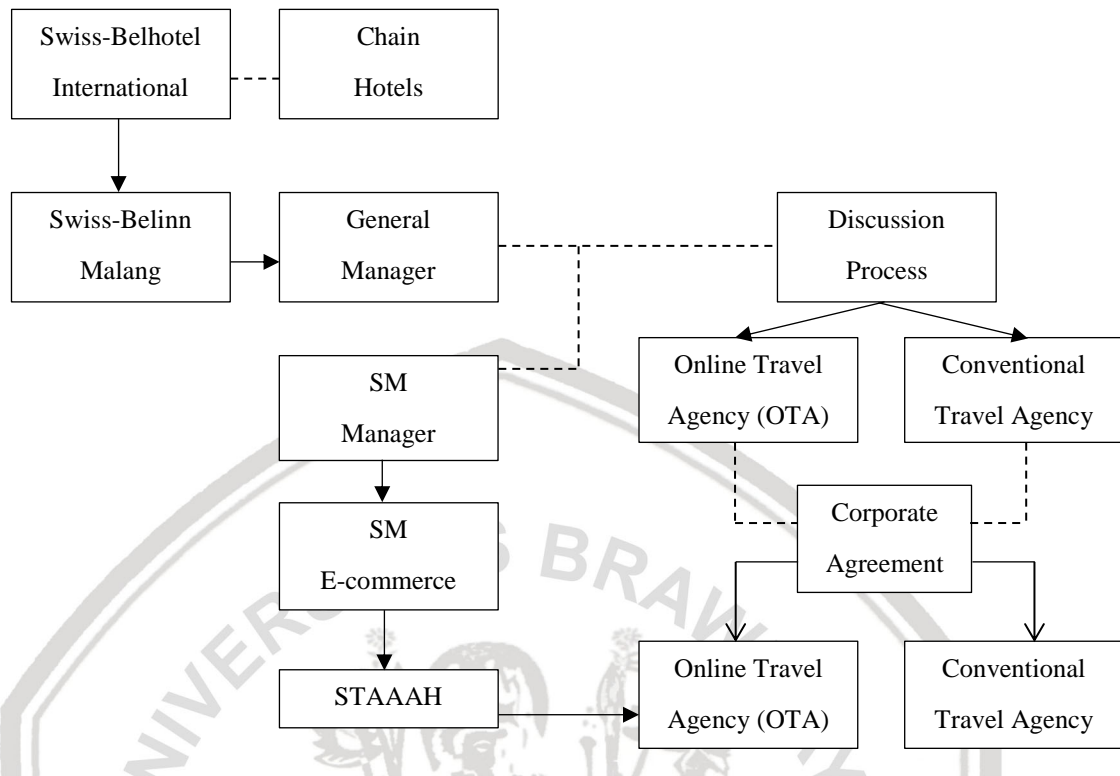 Swiss-Belhotel
International
Chain
Hotels
Swiss-Belinn
Malang
General
Manager
Discussion
Process
SM
Manager
Online Travel
Agency (OTA)
Conventional
Travel Agency
SM
E-commerce
Corporate
Agreement
STAAAH
Online Travel
Agency (OTA)
Conventional
Travel Agency